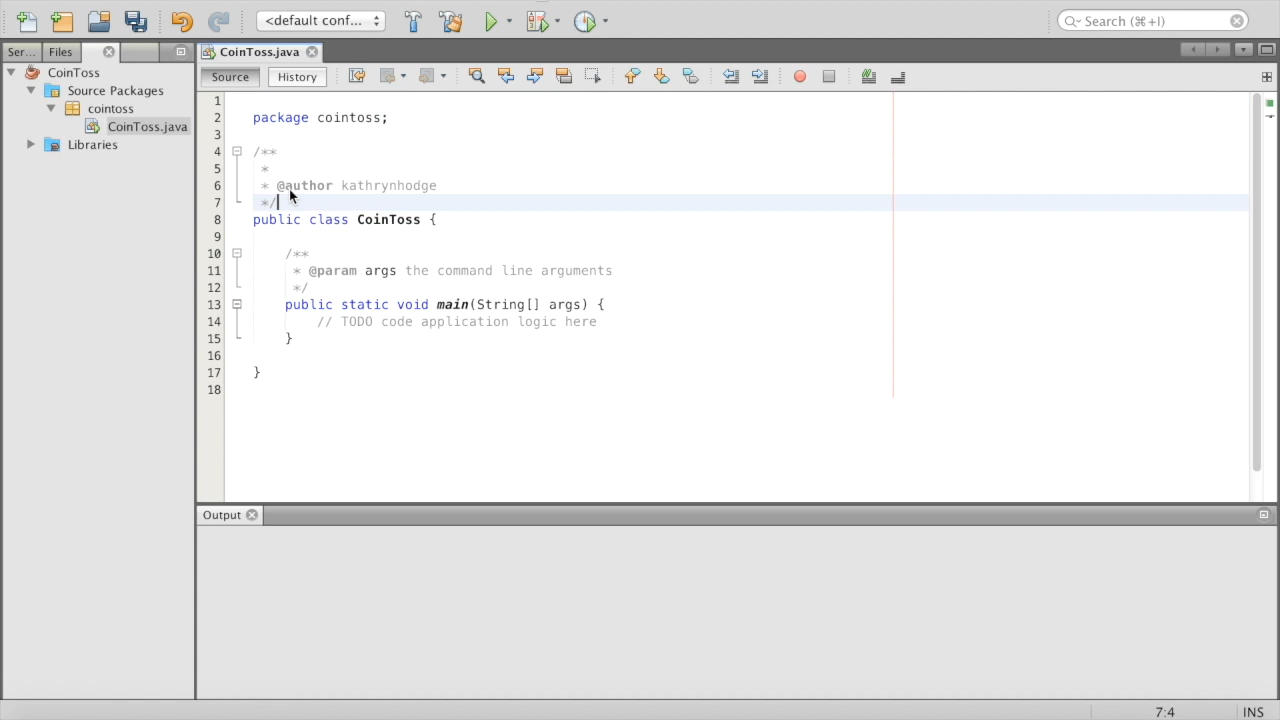 <default conf...
Search (⌘+I)
Ser... Files
CoinToss.java
CoinToss
Source History
Source Packages
cointoss
CoinToss.java
Libraries
1
2 package cointoss;
3
4 /**
5 *
6 * @author kathrynhodge
7 */
8 public class CoinToss {
9
10 /**
11 * @param args the command line arguments
12 */
13 public static void main(String[] args) {
14 // TODO code application logic here
15 }
16
17 }
18
Output
7:4 INS